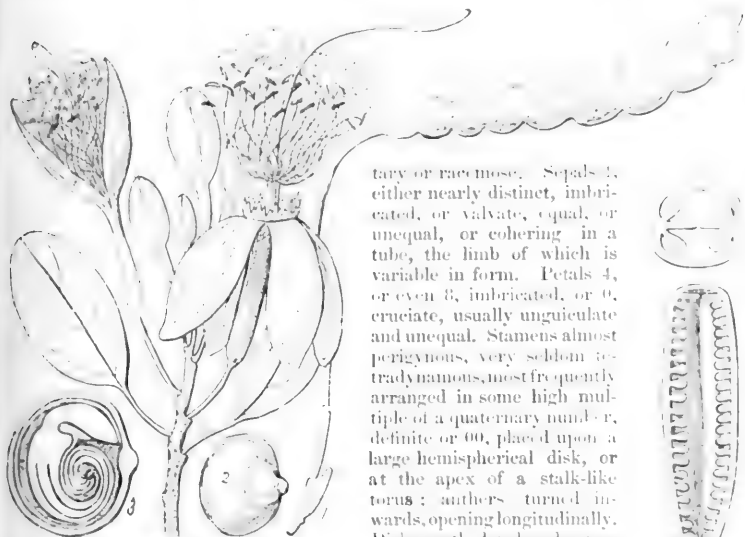 tary or racemose. Sepals 4,
either nearly distinct, imbri-
cated, or valvate, equal, or
unequal, or cohering in a
tube, the limb of which is
variable in form. Petals 4,
or even 8, imbricated, or 0,
cruciate, usually unguiculate
and unequal. Stamens almost
perigynous, very seldom te-
tradynamous, most frequently
arranged in some high mul-
tiple of a quaternary number,
definite or 00, placed upon a
large hemispherical disk, or
at the apex of a stalk-like
torus; anthers turned in-
wards, opening longitudinally.
3
2